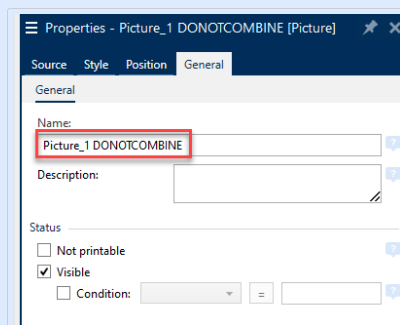 Properties - Picture_1 DONOTCOMBINE [Picture]
Source Style Position General
General
Name:
Picture_1 DONOTCOMBINE
Description:
Status
Not printable
Visible
Condition: =